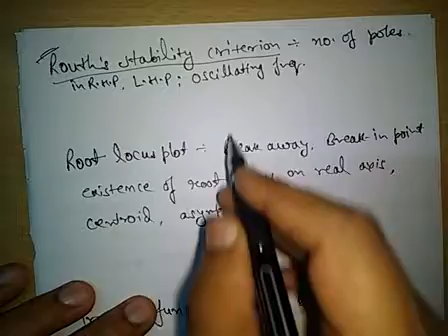 Routh's stability criterion ÷ no. of poles.
in R.H.P, L.H.P; Oscillating freq.
Root locus plot ÷ away, Break-in point
existence of root on real axis,
centroid,